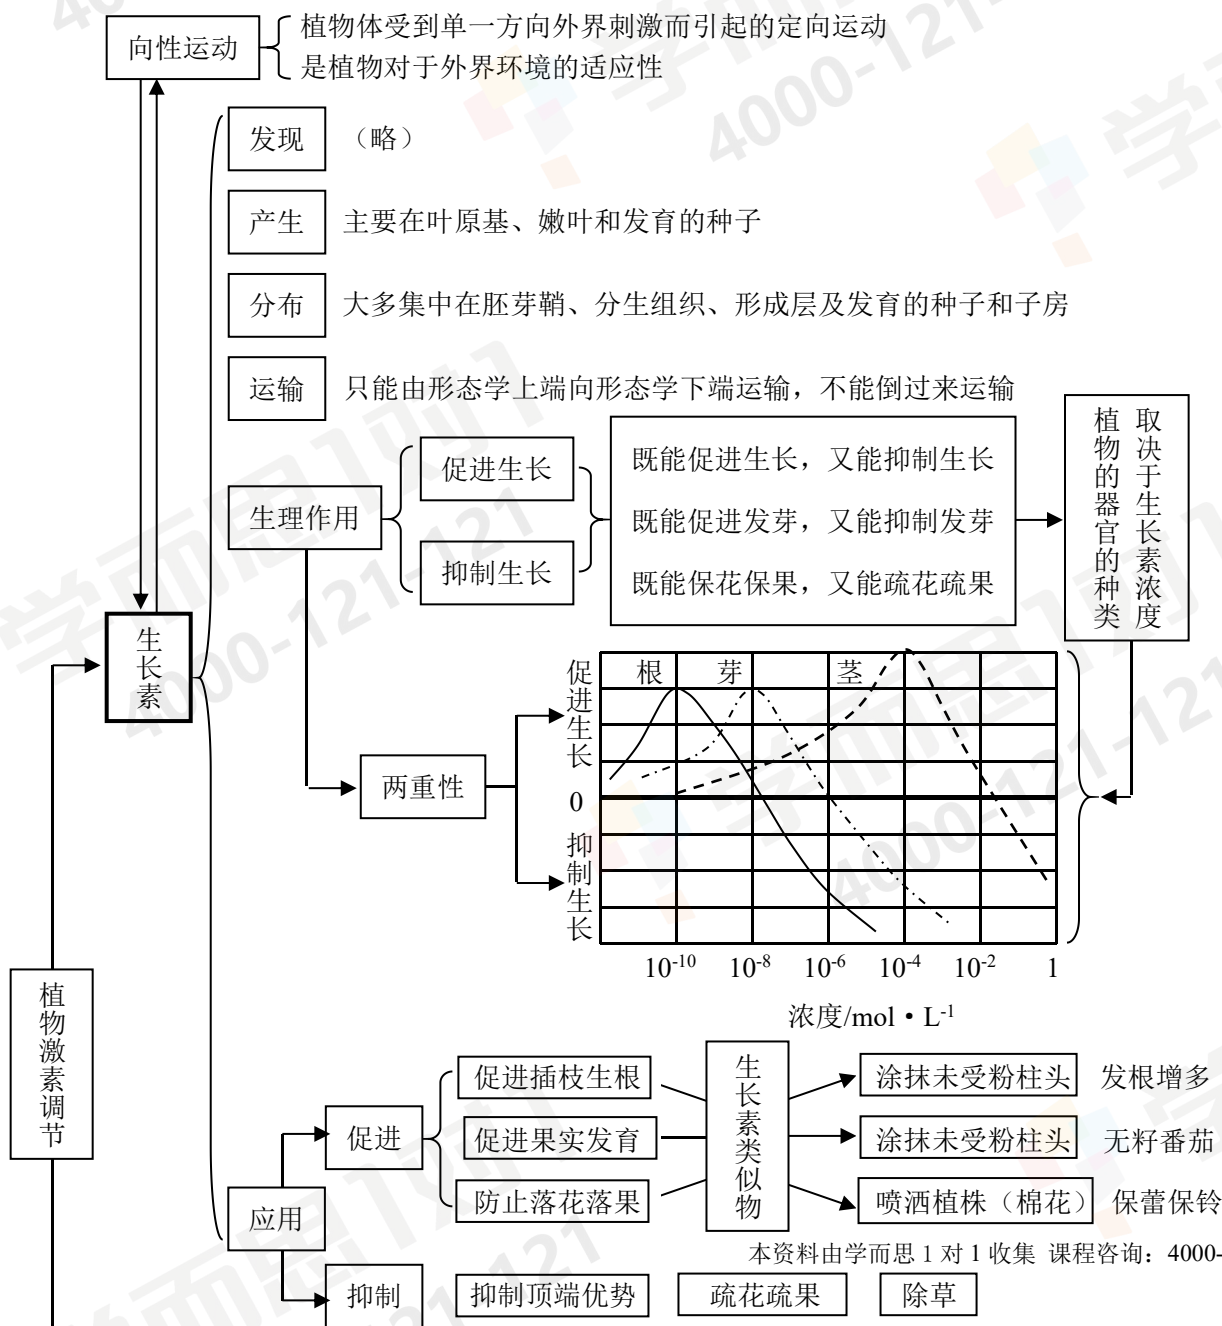 向性运动
植物体受到单一方向外界刺激而引起的定向运动
是植物对于外界环境的适应性
发现
（略）
产生
主要在叶原基、嫩叶和发育的种子
分布
大多集中在胚芽鞘、分生组织、形成层及发育的种子和子房
运输
只能由形态学上端向形态学下端运输，不能倒过来运输
生理作用
促进生长
抑制生长
既能促进生长，又能抑制生长
既能促进发芽，又能抑制发芽
既能保花保果，又能疏花疏果
取决于生长素浓度
植物的器官的种类
生长素
两重性
促进生长
0
抑制生长
根 芽 茎
10-10 10-8 10-6 10-4 10-2 1
浓度/mol·L-1
植物激素调节
应用
促进
促进插枝生根
促进果实发育
防止落花落果
生长素类似物
涂抹未受粉柱头 发根增多
涂抹未受粉柱头 无籽番茄
喷洒植株（棉花） 保蕾保铃
本资料由学而思 1 对 1 收集 课程咨询：4000-
抑制
抑制顶端优势
疏花疏果
除草
学而思1对1
4000-121-121